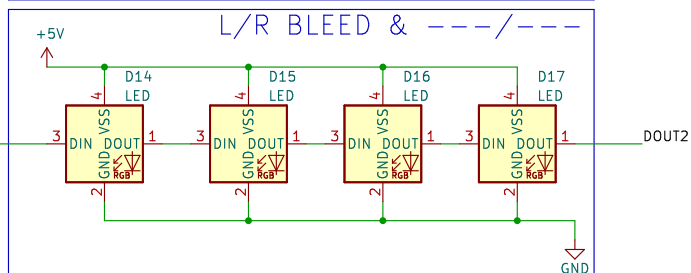 L/R BLEED & ---/---
+5V
D14 D15 D16 D17
LED LED LED LED
4 4 4 4
VSS VSS VSS VSS
3 DIN DOUT 1 3 DIN DOUT 1 3 DIN DOUT 1 3 DIN DOUT 1 DOUT2
GND GND GND GND
RGB RGB RGB RGB
2 2 2 2
GND